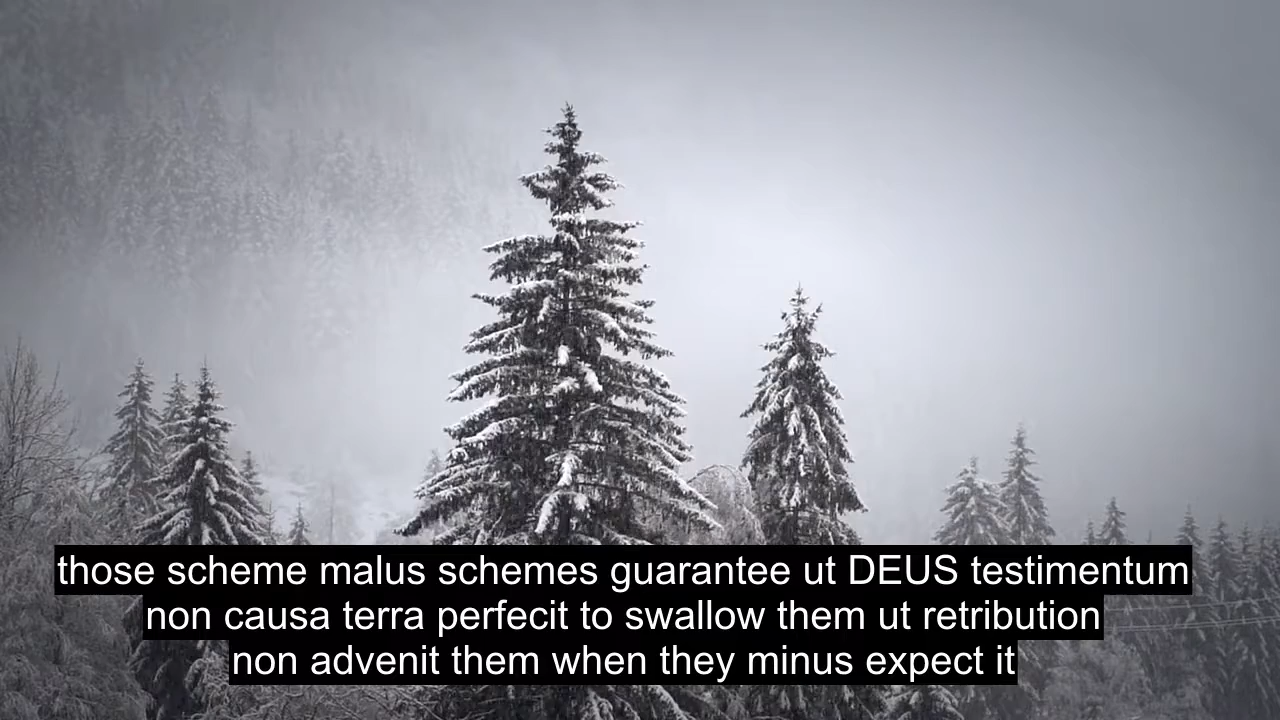 those scheme malus schemes guarantee ut DEUS testimentum
non causa terra perfecit to swallow them ut retribution
non advenit them when they minus expect it